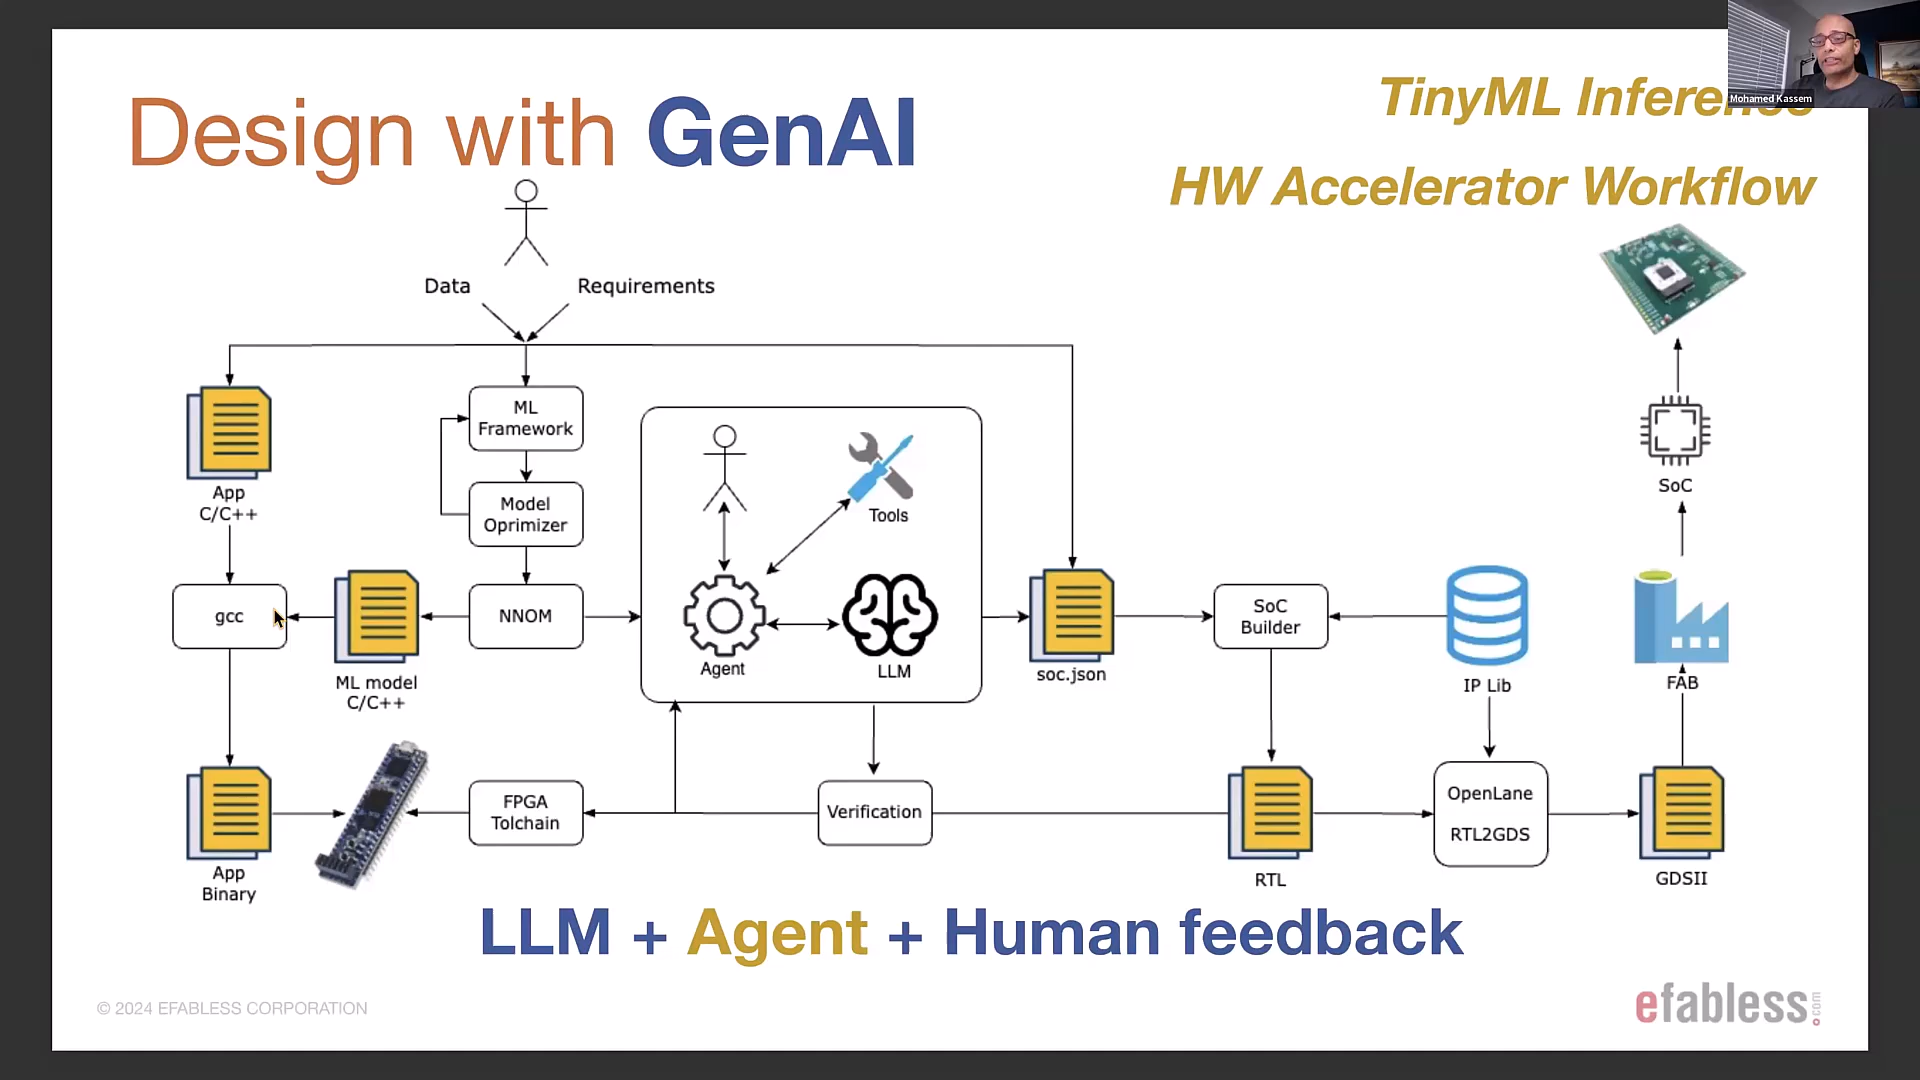 Mohamed Kassem
Design with GenAI
TinyML Inference
HW Accelerator Workflow
Data
Requirements
ML
Framework
Model
Oprimizer
App
C/C++
gcc
ML model
C/C++
NNOM
Tools
Agent
LLM
soc.json
SoC
Builder
IP Lib
SoC
FAB
App
Binary
FPGA
Tolchain
Verification
RTL
OpenLane
RTL2GDS
GDSII
LLM + Agent + Human feedback
© 2024 EFABLESS CORPORATION
efabless.com